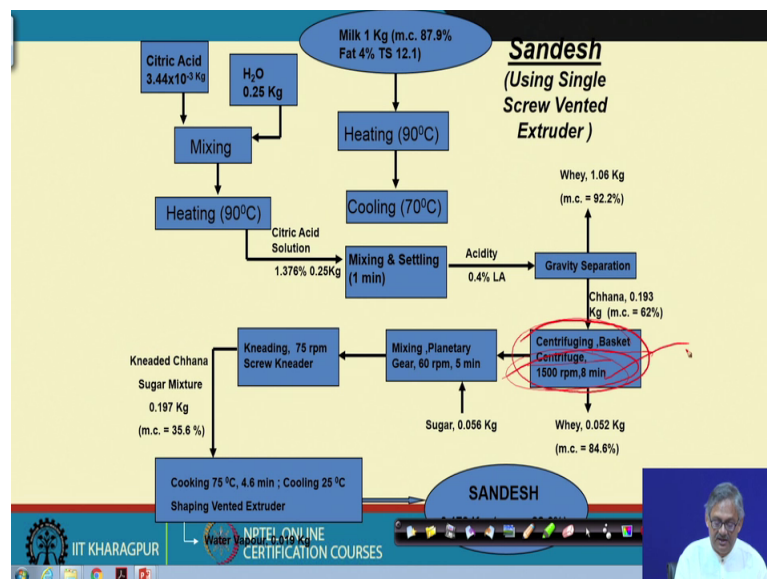 Sandesh
(Using Single
Screw Vented
Extruder )
Milk 1 Kg (m.c. 87.9%
Fat 4% TS 12.1)
Citric Acid
3.44x10⁻³ Kg
H₂O
0.25 Kg
Mixing
Heating (90⁰C)
Heating (90⁰C)
Cooling (70⁰C)
Citric Acid
Solution
1.376% 0.25Kg
Mixing & Settling
(1 min)
Acidity
0.4% LA
Gravity Separation
Whey, 1.06 Kg
(m.c. = 92.2%)
Chhana, 0.193
Kg (m.c. = 62%)
Centrifuging ,Basket
Centrifuge,
1500 rpm,8 min
Whey, 0.052 Kg
(m.c. = 84.6%)
Mixing ,Planetary
Gear, 60 rpm, 5 min
Sugar, 0.056 Kg
Kneading, 75 rpm
Screw Kneader
Kneaded Chhana
Sugar Mixture
0.197 Kg
(m.c. = 35.6 %)
Cooking 75 ⁰C, 4.6 min ; Cooling 25 ⁰C
Shaping Vented Extruder
Water Vapour, 0.019 Kg
SANDESH
IIT KHARAGPUR
NPTEL ONLINE
CERTIFICATION COURSES